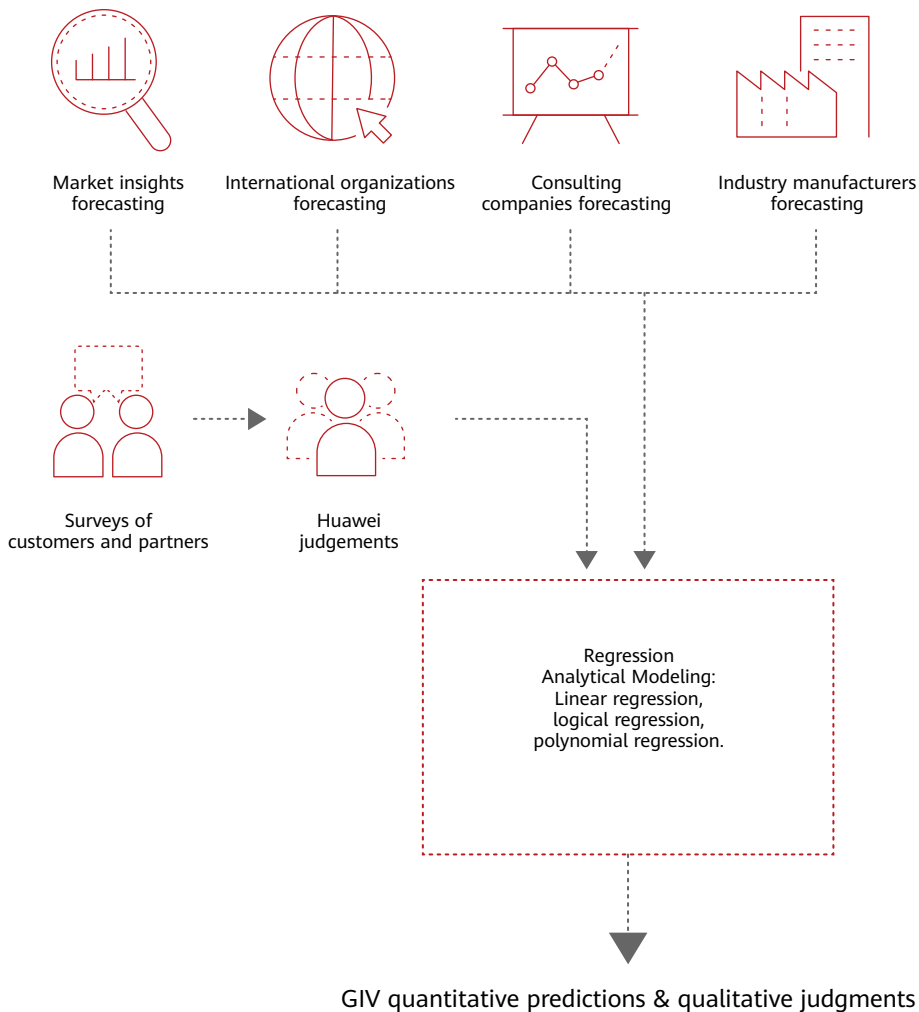 Market insights
forecasting
International organizations
forecasting
Consulting
companies forecasting
Industry manufacturers
forecasting
Surveys of
customers and partners
Huawei
judgements
Regression
Analytical Modeling:
Linear regression,
logical regression,
polynomial regression.
GIV quantitative predictions & qualitative judgments